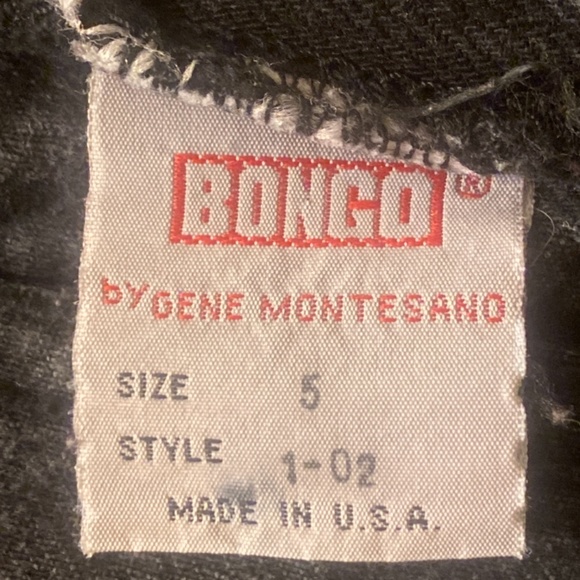 BONGO®
by GENE MONTESANO
SIZE 5
STYLE 1-02
MADE IN U.S.A.